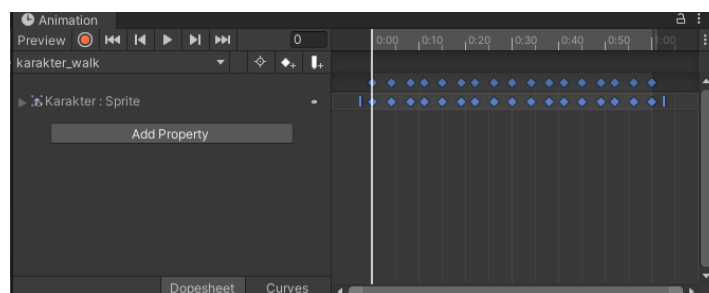 Animation
Preview 0 0:00 0:10 0:20 0:30 0:40 0:50 1:00
karakter_walk
Karakter : Sprite
Add Property
Dopesheet Curves